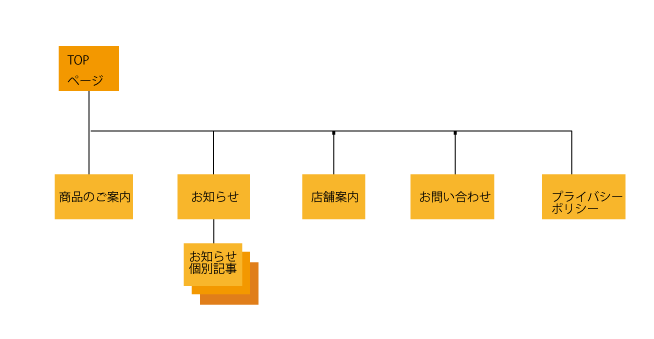 TOP
ページ
商品のご案内
お知らせ
店舗案内
お問い合わせ
プライバシー
ポリシー
お知らせ
個別記事